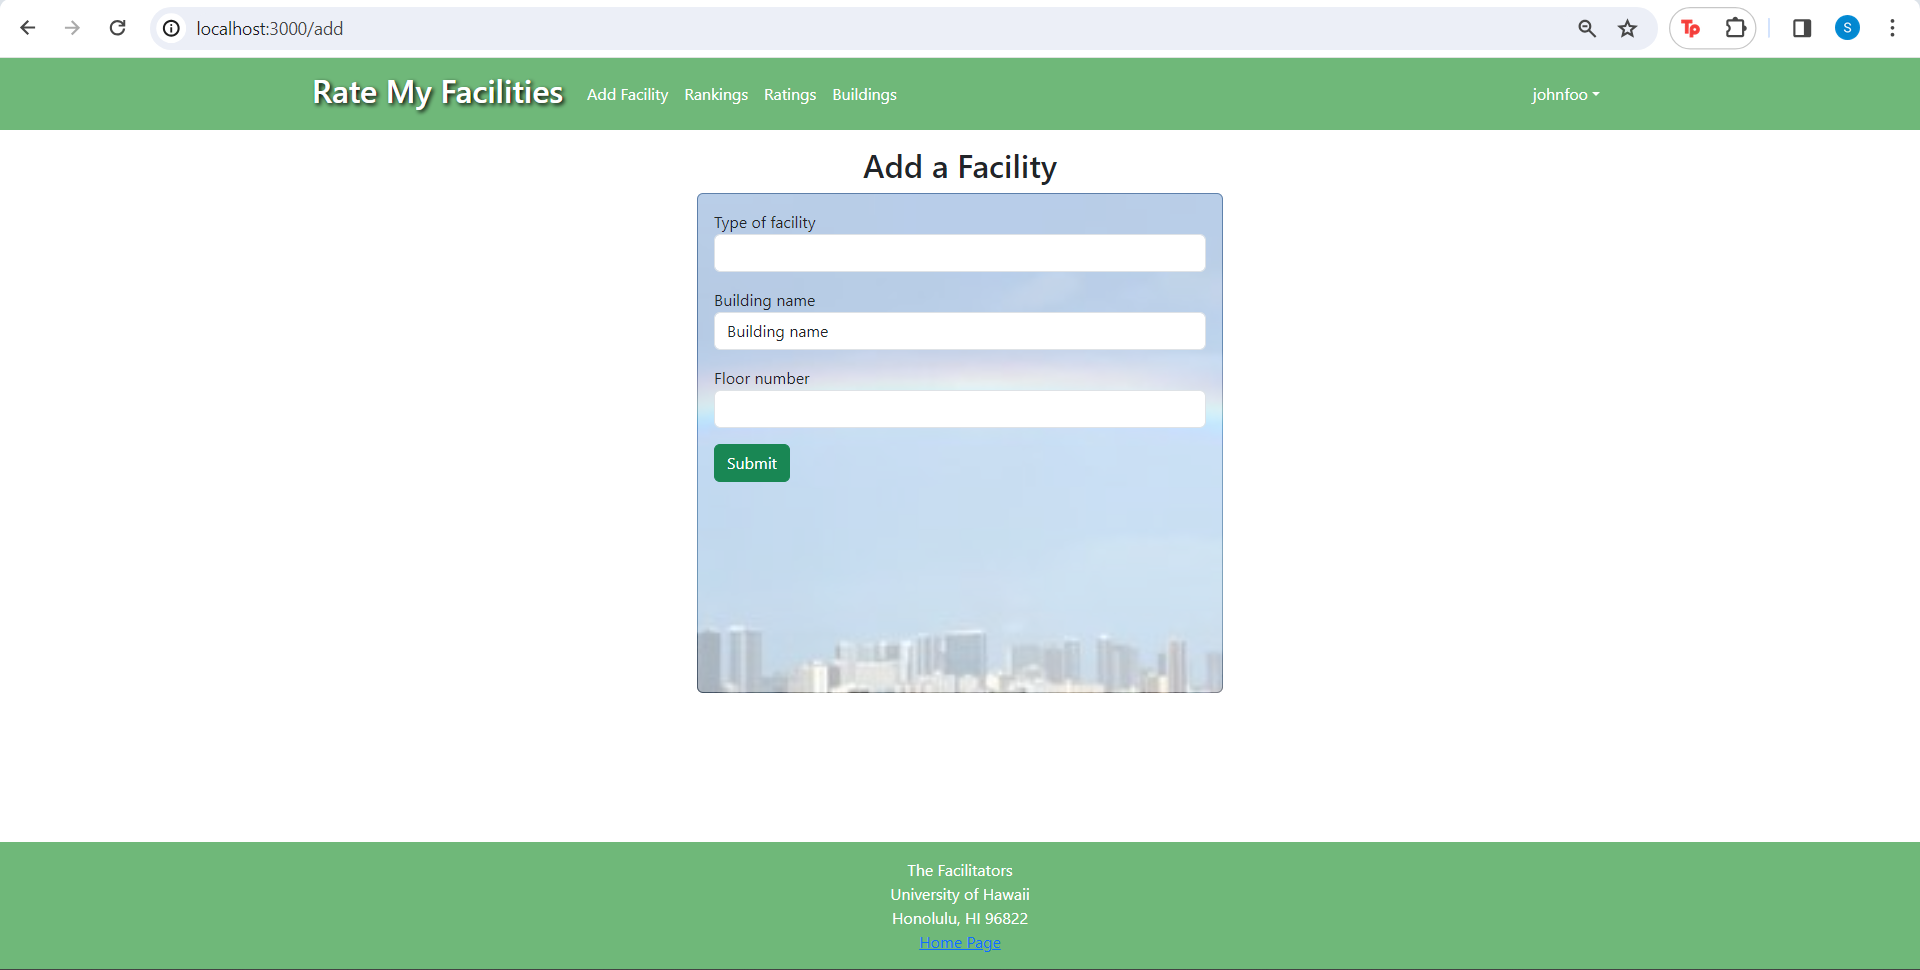 localhost:3000/add
Tp
S
Rate My Facilities Add Facility Rankings Ratings Buildings johnfoo
Add a Facility
Type of facility
Building name
Building name
Floor number
Submit
The Facilitators
University of Hawaii
Honolulu, HI 96822
Home Page